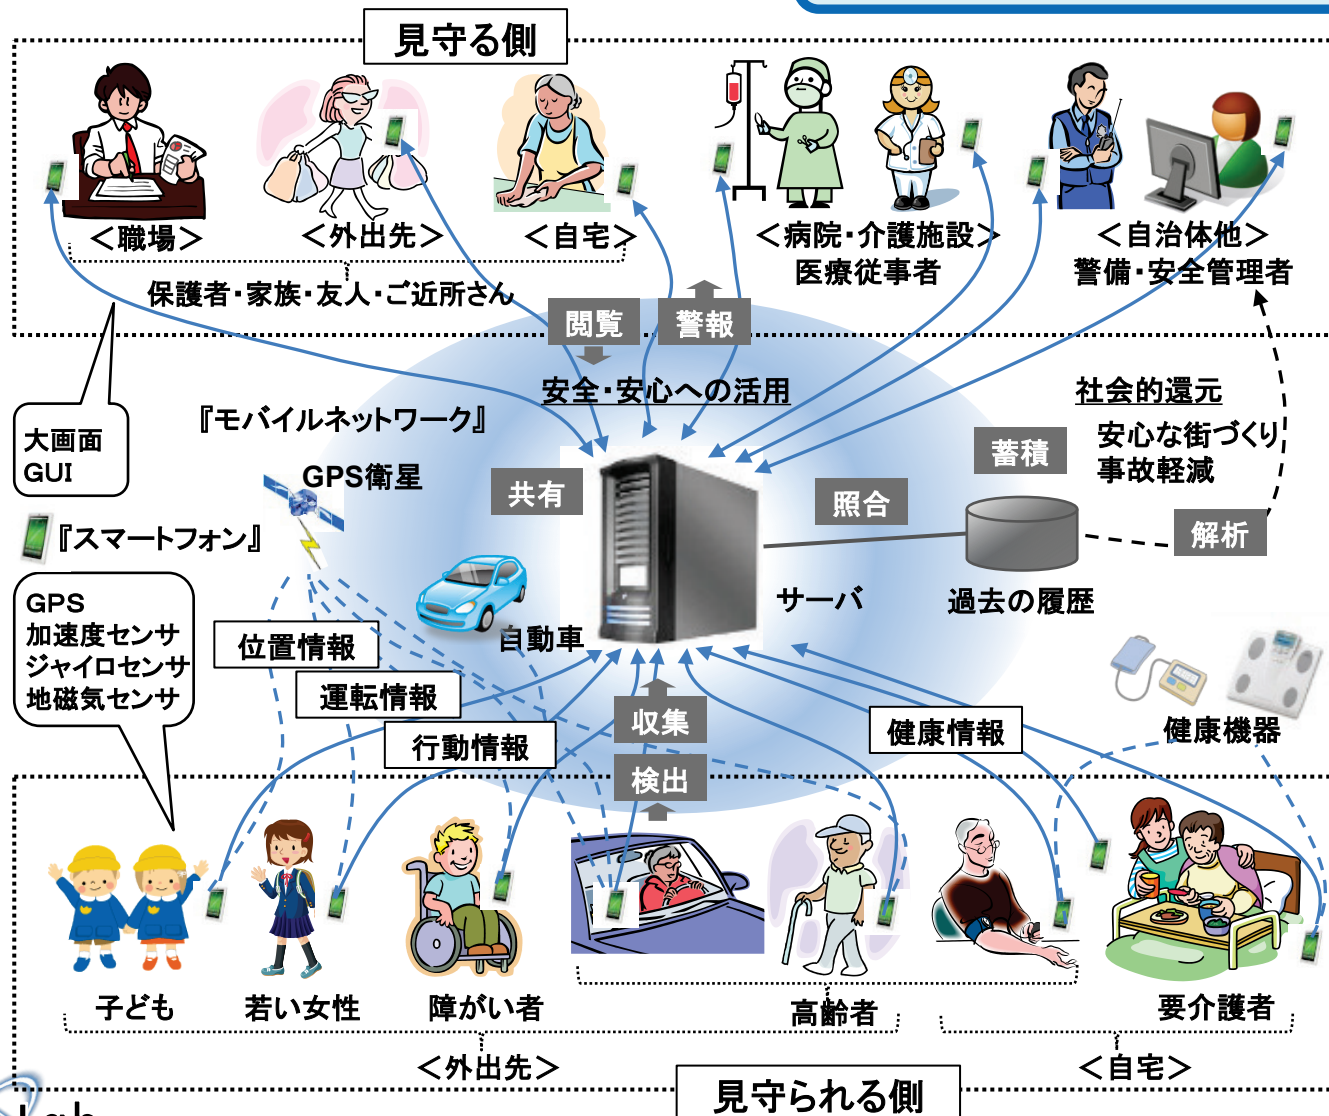 見守る側
＜職場＞
＜外出先＞
＜自宅＞
＜病院・介護施設＞
医療従事者
＜自治体他＞
警備・安全管理者
保護者・家族・友人・ご近所さん
閲覧
警報
安全・安心への活用
社会的還元
安心な街づくり
事故軽減
大画面
GUI
『モバイルネットワーク』
GPS衛星
共有
照合
蓄積
解析
『スマートフォン』
サーバ
過去の履歴
GPS
加速度センサ
ジャイロセンサ
地磁気センサ
自動車
位置情報
運転情報
行動情報
収集
検出
健康情報
健康機器
子ども
若い女性
障がい者
高齢者
要介護者
＜外出先＞
＜自宅＞
見守られる側
Lab